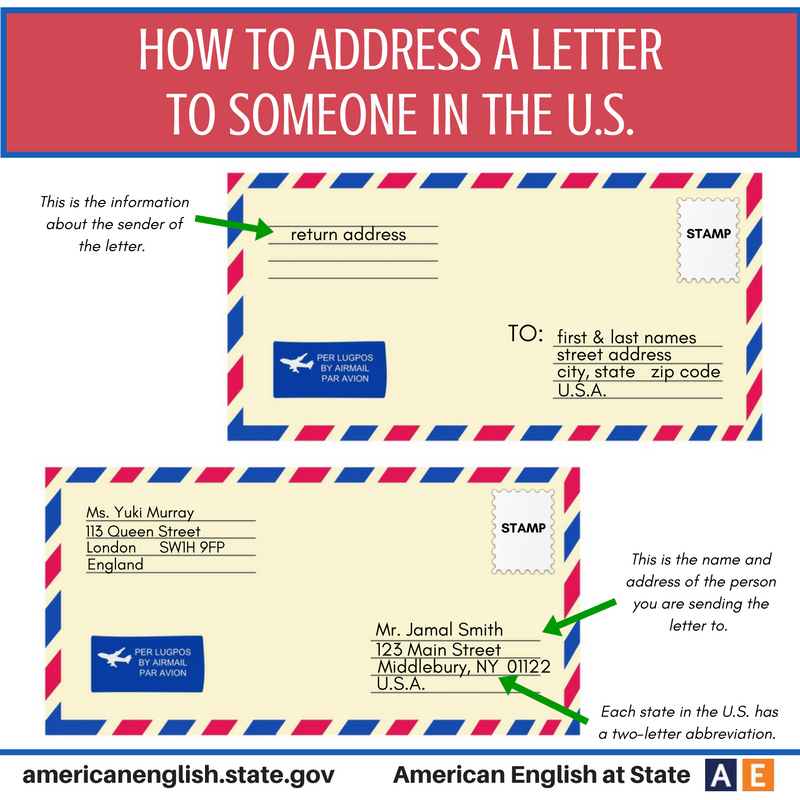 HOW TO ADDRESS A LETTER
TO SOMEONE IN THE U.S.
This is the information
about the sender of
the letter.
return address
STAMP
TO: first & last names
street address
city, state zip code
U.S.A.
PER LUGPOS
BY AIRMAIL
PAR AVION
Ms. Yuki Murray
113 Queen Street
London SW1H 9FP
England
STAMP
PER LUGPOS
BY AIRMAIL
PAR AVION
Mr. Jamal Smith
123 Main Street
Middlebury, NY 01122
U.S.A.
This is the name and
address of the person
you are sending the
letter to.
Each state in the U.S. has
a two-letter abbreviation.
americanenglish.state.gov
American English at State AE